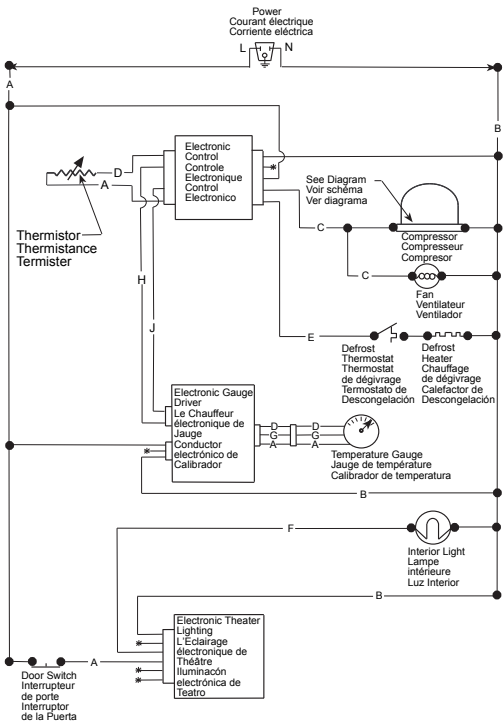 Power
Courant électrique
Corriente eléctrica
L
N
A
B
Electronic
Control
Controle
Electronique
Control
Electronico
*
D
A
Thermistor
Thermistance
Termister
See Diagram
Voir schèma
Ver diagrama
C
Compressor
Compresseur
Compresor
C
Fan
Ventilateur
Ventilador
H
J
E
Defrost
Thermostat
Thermostat
de dégivrage
Termostato de
Descongelación
Defrost
Heater
Chauffage
de dégivrage
Calefactor de
Descongelación
Electronic Gauge
Driver
Le Chauffeur
électronique de
Jauge
Conductor
electrónico de
Calibrador
*
D
G
A
D
G
A
Temperature Gauge
Jauge de température
Calibrador de temperatura
B
F
Interior Light
Lampe
intérieure
Luz Interior
B
Electronic Theater
Lighting
L'Éclairage
électronique de
Théâtre
Iluminacón
electrónica de
Teatro
*
*
*
A
Door Switch
Interrupteur
de porte
Interruptor
de la Puerta